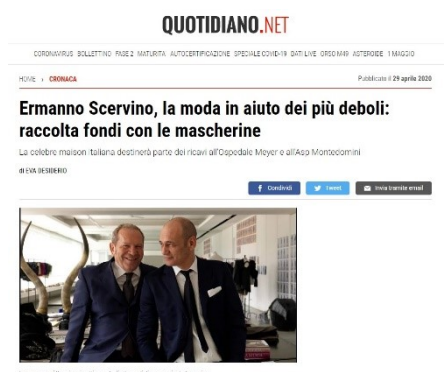 QUOTIDIANO.NET
CORONAVIRUS BOLLETTINO FASE 2 MATURITA AUTOCERTIFICAZIONE SPECIALE COVID-19 DATI LIVE ORSO M49 ASTEROIDE 1 MAGGIO
HOME › CRONACA
Pubblicato il 29 aprile 2020
Ermanno Scervino, la moda in aiuto dei più deboli:
raccolta fondi con le mascherine
La celebre maison italiana destinerà parte dei ricavi all'Ospedale Meyer e all'Asp Montedomini
di EVA DESIDERIO
Condividi Tweet Invia tramite email